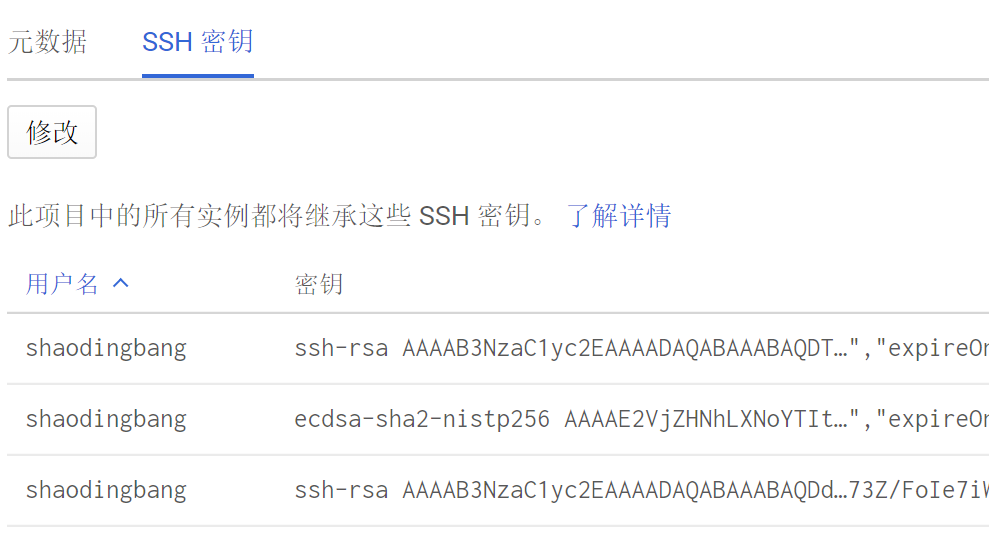 元数据 SSH 密钥
修改
此项目中的所有实例都将继承这些 SSH 密钥。 了解详情
用户名 密钥
shaodingbang ssh-rsa AAAAB3NzaC1yc2EAAAADAQABAAABAQDT…","expireOn
shaodingbang ecdsa-sha2-nistp256 AAAAE2VjZHNhLXNoYTIt…","expireOn
shaodingbang ssh-rsa AAAAB3NzaC1yc2EAAAADAQABAAABAQDd…73Z/FoIe7iW